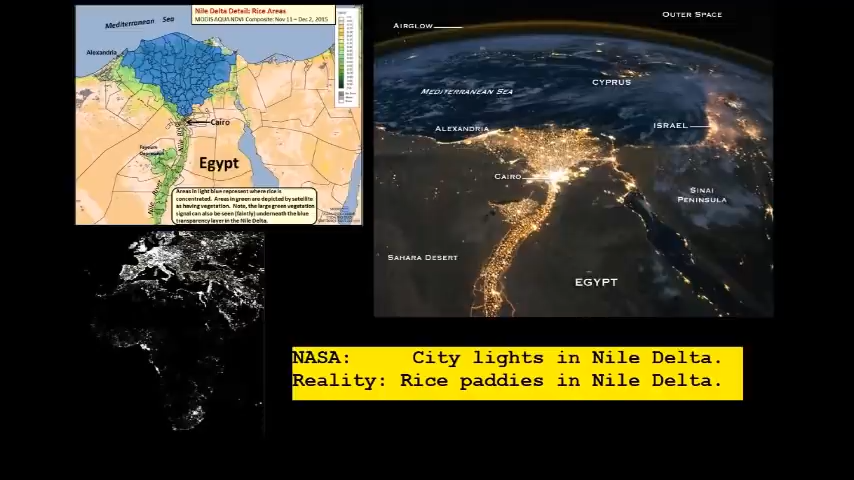 Nile Delta Detail: Rice Areas
MODIS AQUA NDVI Composite: Nov 11 – Dec 2, 2015
Mediterranean Sea
Alexandria
Cairo
Egypt
Areas in light blue represent where rice is
concentrated. Areas in green are depicted by satellite
as having vegetation. Note, the large green vegetation
signal can also be seen (faintly) underneath the blue
transparency layer in the Nile Delta.
AIRGLOW
OUTER SPACE
CYPRUS
MEDITERRANEAN SEA
ALEXANDRIA
ISRAEL
CAIRO
SINAI
PENINSULA
SAHARA DESERT
EGYPT
NASA: City lights in Nile Delta.
Reality: Rice paddies in Nile Delta.